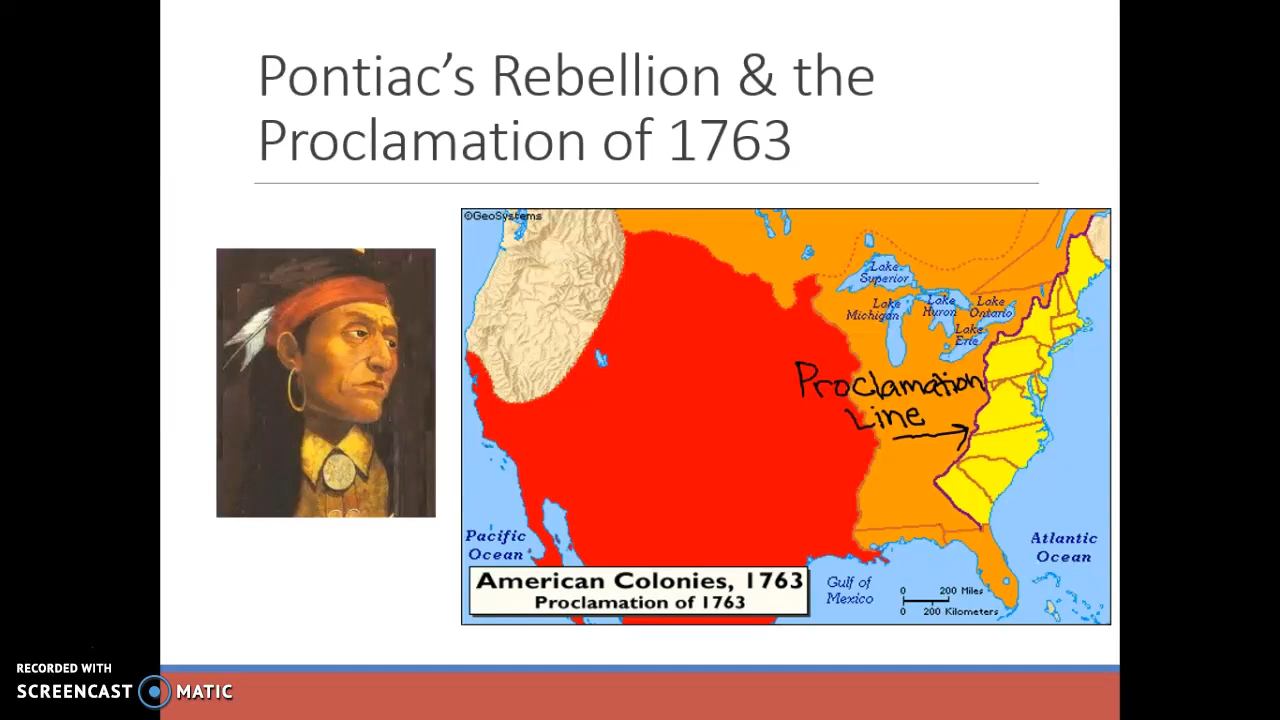 Pontiac’s Rebellion & the
Proclamation of 1763
©GeoSystems
Lake
Superior
Lake
Michigan
Lake
Huron
Lake
Ontario
Lake
Erie
Proclamation
Line
Pacific
Ocean
Atlantic
Ocean
Gulf of
Mexico
0 200 Miles
0 200 Kilometers
American Colonies, 1763
Proclamation of 1763
RECORDED WITH
SCREENCAST MATIC